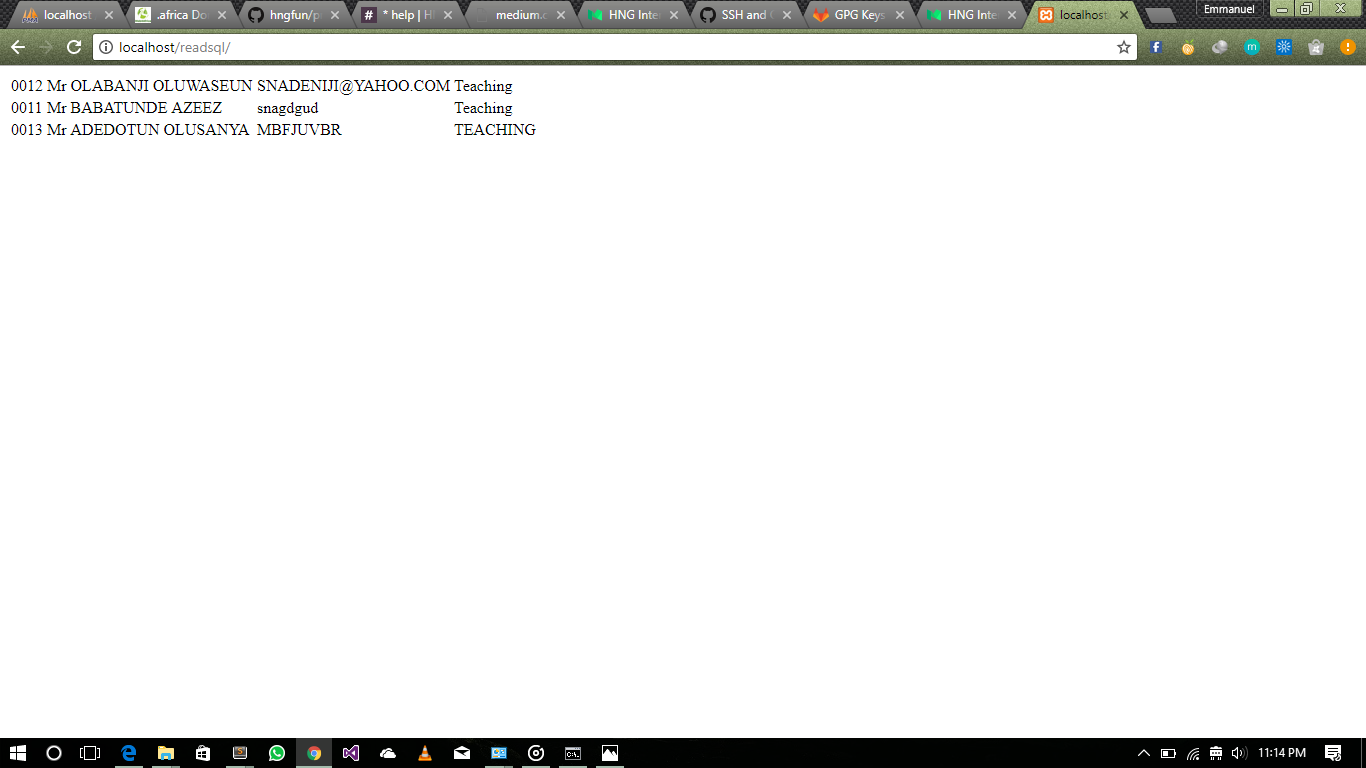 localhost
.africa Do
hngfun/p
* help | H
medium.c
HNG Inte
SSH and
GPG Keys
HNG Inte
localhost
Emmanuel
localhost/readsql/
0012 Mr OLABANJI OLUWASEUN SNADENIJI@YAHOO.COM Teaching
0011 Mr BABATUNDE AZEEZ snagdgud Teaching
0013 Mr ADEDOTUN OLUSANYA MBFJUVBR TEACHING
11:14 PM